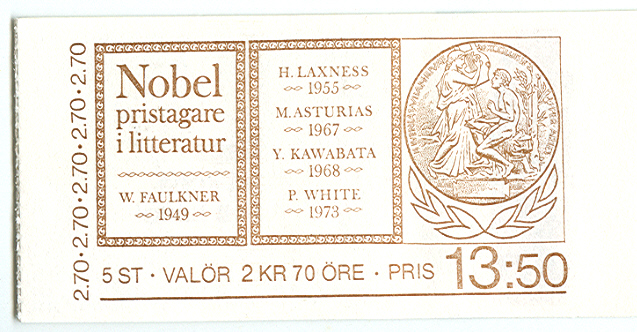 2.70·2.70·2.70·2.70·2.70
Nobel
pristagare
i litteratur
W. FAULKNER
1949
H. LAXNESS
1955
M. ASTURIAS
1967
Y. KAWABATA
1968
P. WHITE
1973
5 ST · VALÖR 2 KR 70 ÖRE · PRIS 13:50